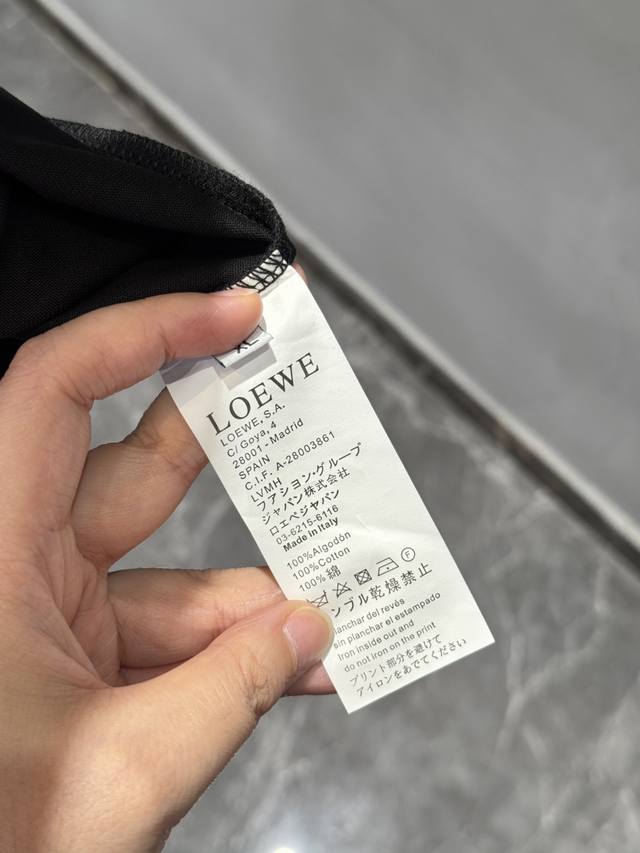 XL
LOEWE
LOEWE, S.A.
C/ Goya, 4
28001 - Madrid
SPAIN
C.I.F. A-28003861
LVMH
ファション・グループ
ジャパン株式会社
ロエベジャパン
03-6215-6116
Made in Italy
100%Algodón
100%Cotton
100%綿
F
ンブル乾燥禁止
planchar del revés
sin planchar el estampado
Iron inside out and
do not iron on the print
プリント部分を避けて
アイロンをあでてください